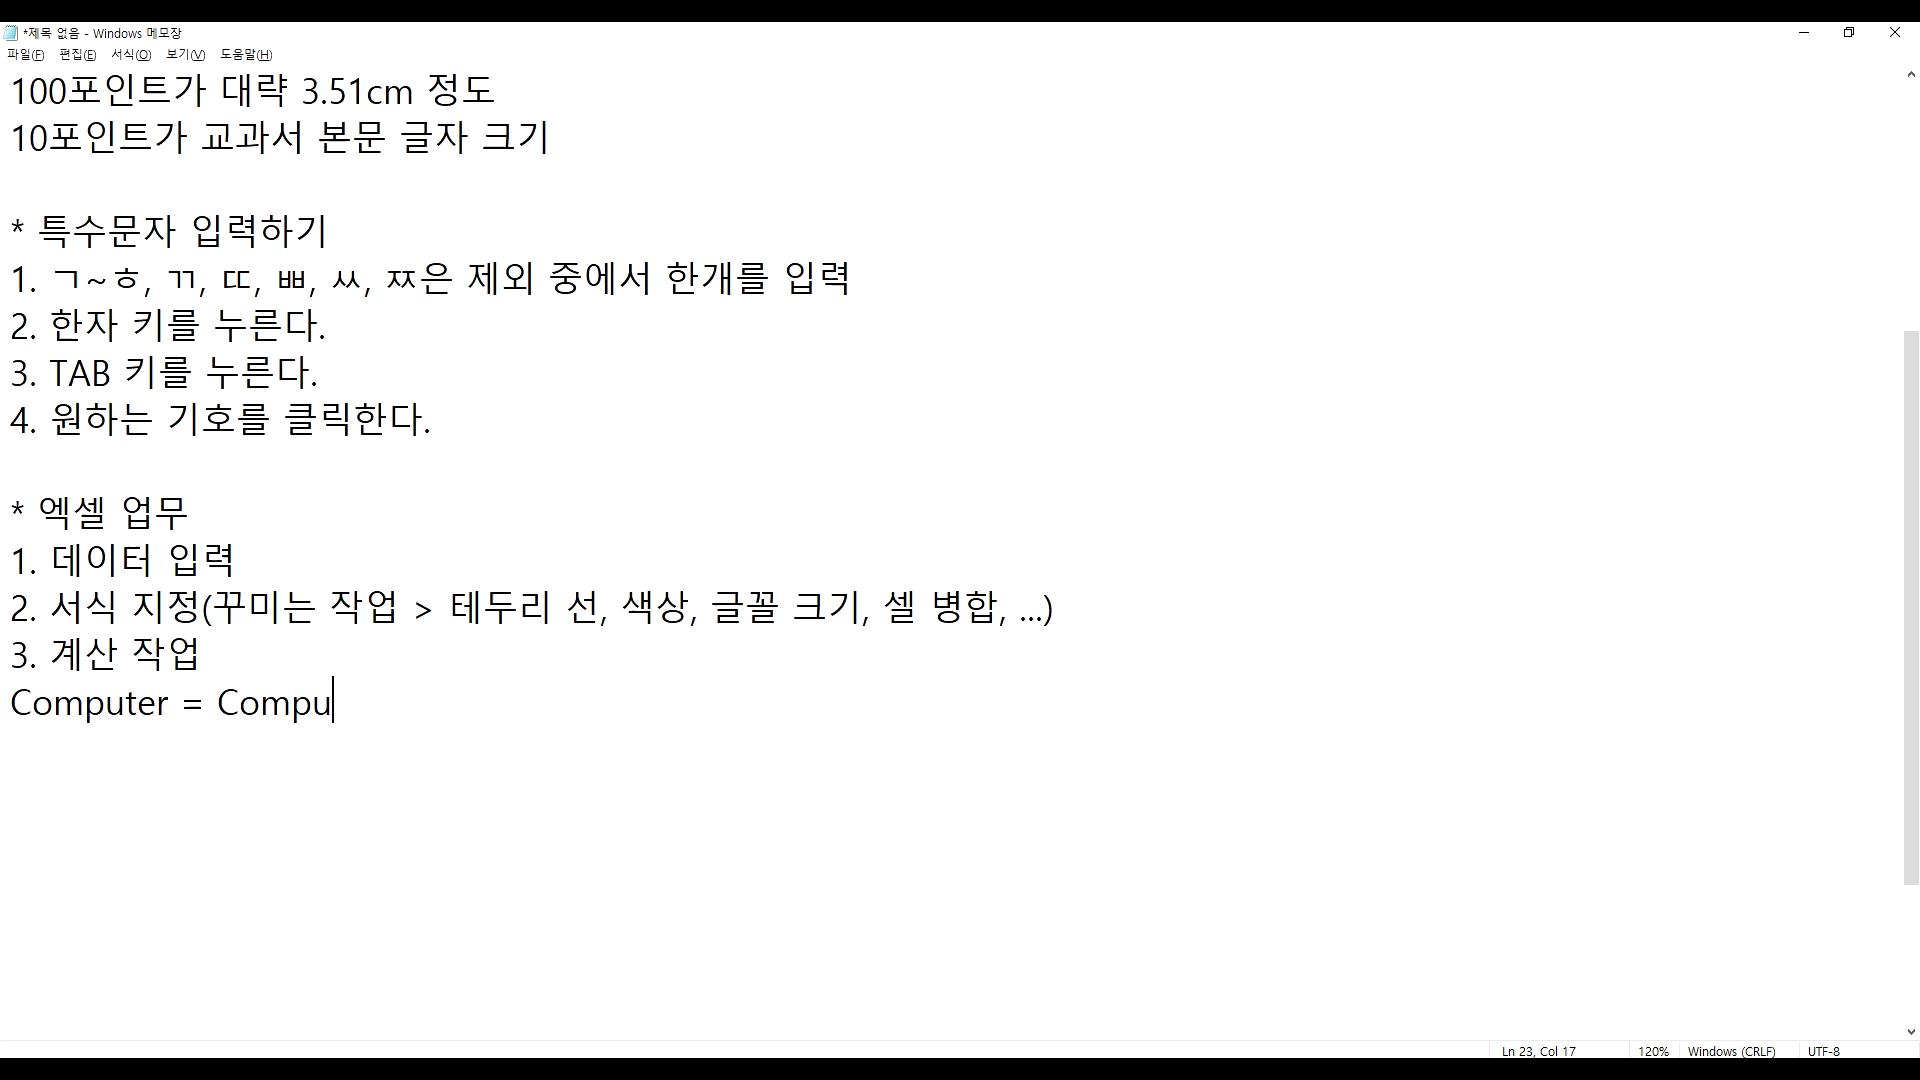 *제목 없음 - Windows 메모장
파일(F) 편집(E) 서식(O) 보기(V) 도움말(H)
100포인트가 대략 3.51cm 정도
10포인트가 교과서 본문 글자 크기
* 특수문자 입력하기
1. ㄱ~ㅎ, ㄲ, ㄸ, ㅃ, ㅆ, ㅉ은 제외 중에서 한개를 입력
2. 한자 키를 누른다.
3. TAB 키를 누른다.
4. 원하는 기호를 클릭한다.
* 엑셀 업무
1. 데이터 입력
2. 서식 지정(꾸미는 작업 > 테두리 선, 색상, 글꼴 크기, 셀 병합, ...)
3. 계산 작업
Computer = Compu
Ln 23, Col 17 120% Windows (CRLF) UTF-8